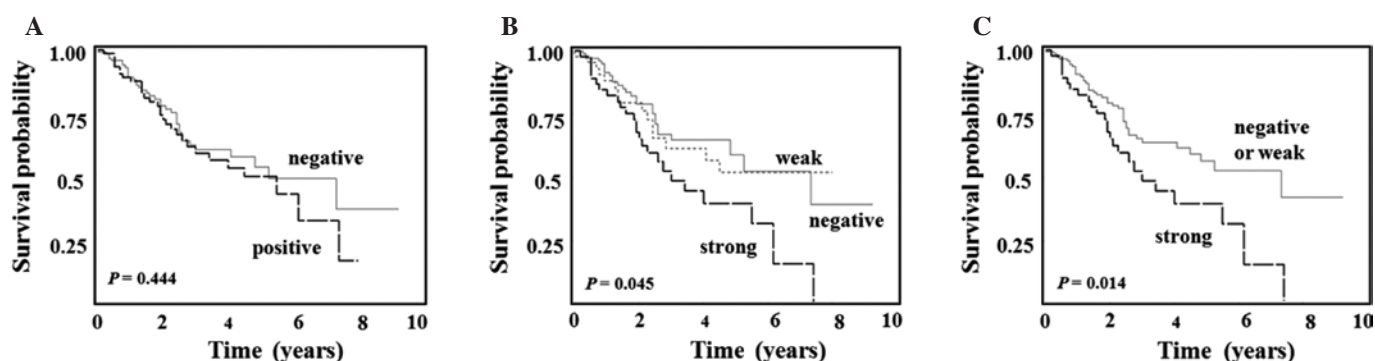 A
Survival probability
1.00
0.75
0.5
0.25
negative
positive
P = 0.444
0 2 4 6 8 10
Time (years)
B
Survival probability
1.00
0.75
0.5
0.25
weak
negative
strong
P = 0.045
0 2 4 6 8 10
Time (years)
C
Survival probability
1.00
0.75
0.5
0.25
negative
or weak
strong
P = 0.014
0 2 4 6 8 10
Time (years)